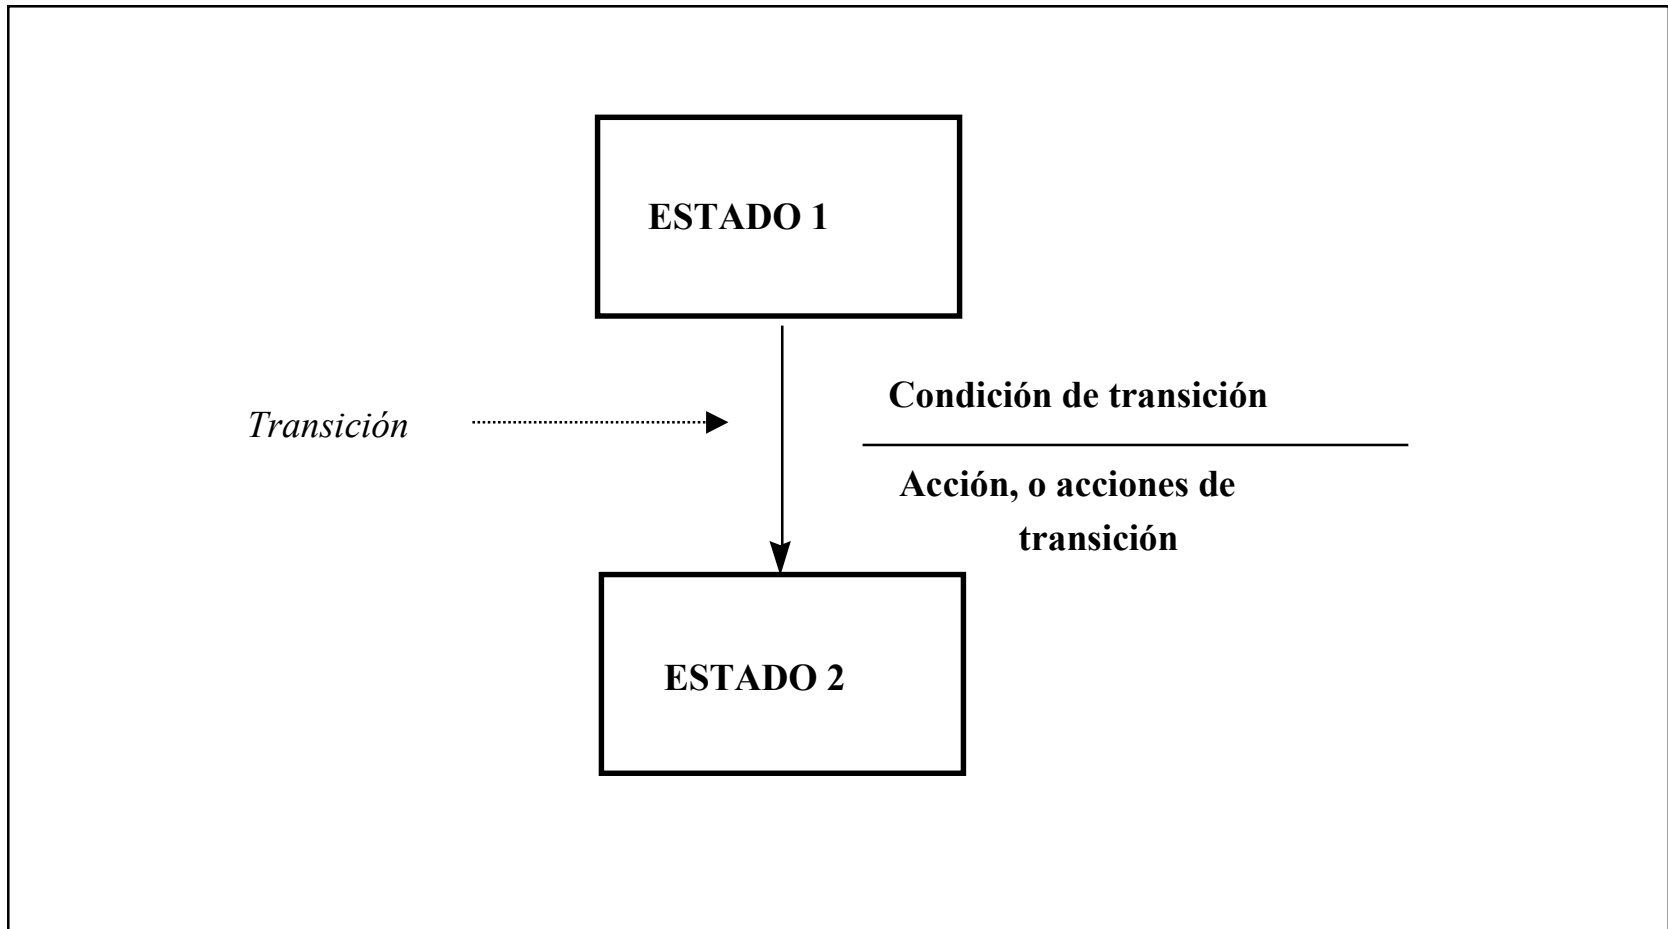 ESTADO 1
Condición de transición
Transición
Acción, o acciones de
transición
ESTADO 2